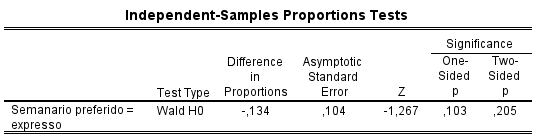 Independent-Samples Proportions Tests
Significance
Difference Asymptotic One- Two-
in Standard Sided Sided
Test Type Proportions Error Z p p
Semanario preferido = Wald H0 -,134 ,104 -1,267 ,103 ,205
expresso